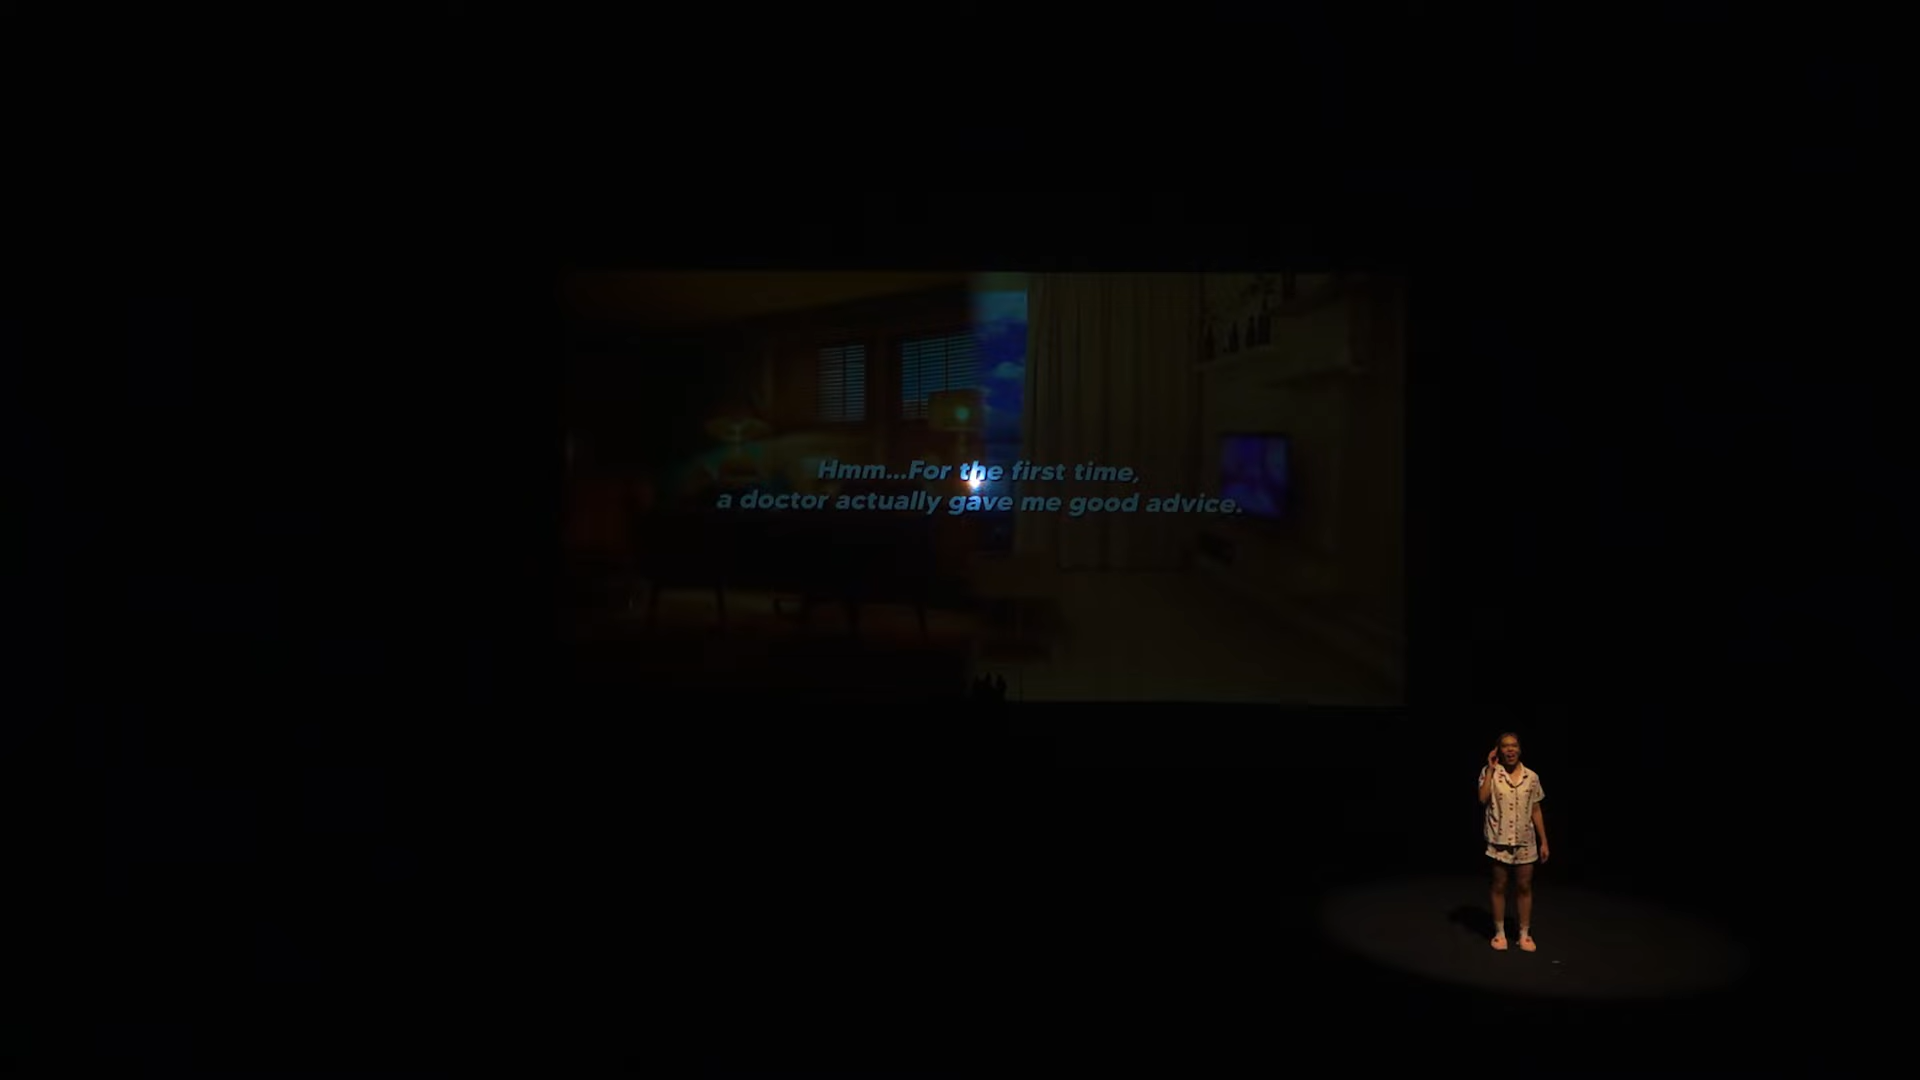 Hmm...For the first time,
a doctor actually gave me good advice.